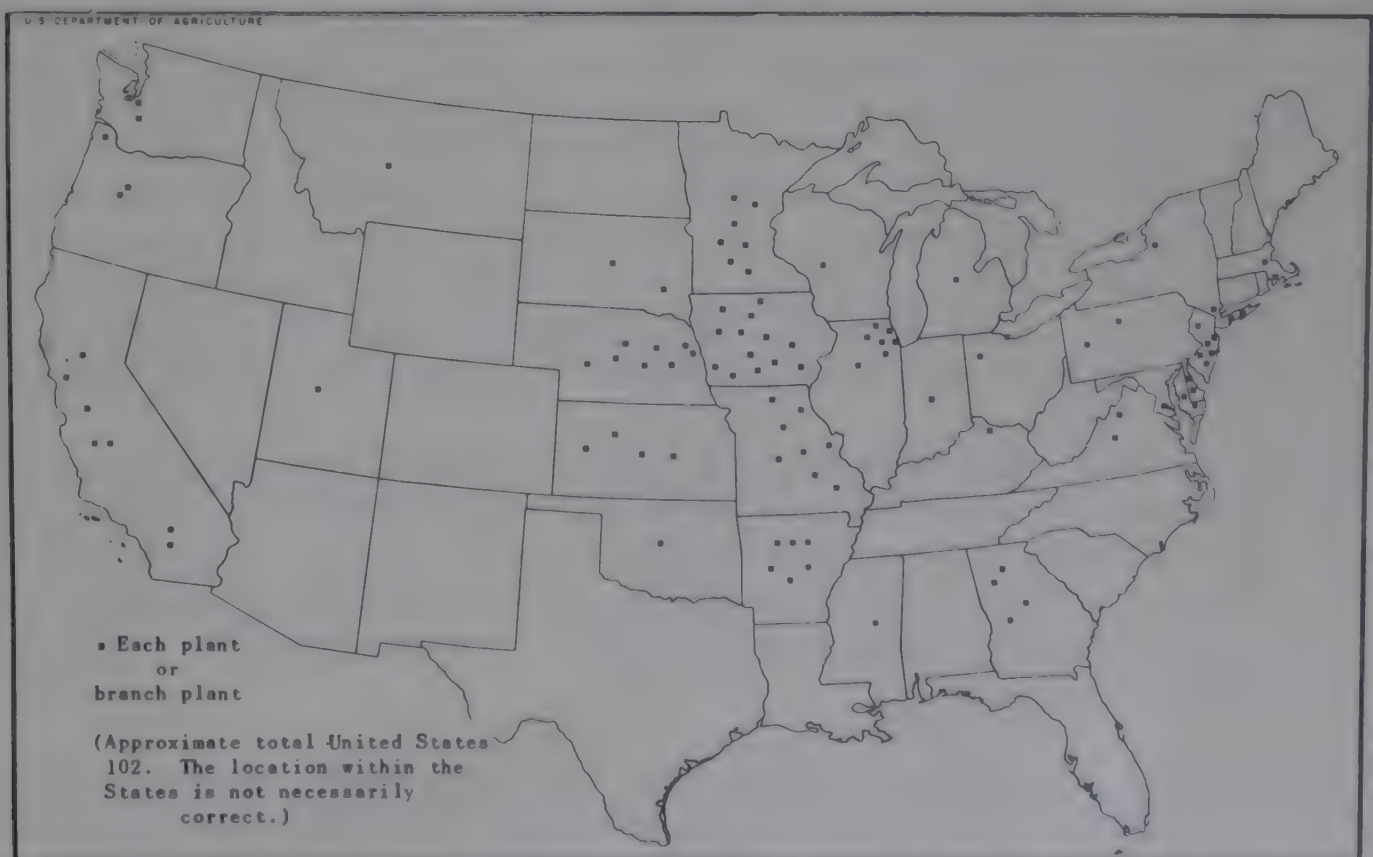 U S DEPARTMENT OF AGRICULTURE
▪ Each plant
or
branch plant
(Approximate total United States
102. The location within the
States is not necessarily
correct.)